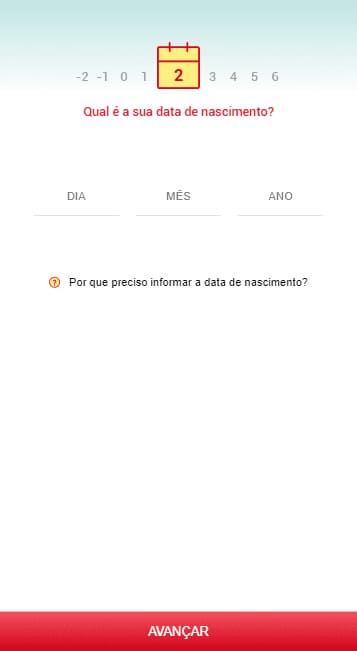 -2 -1 0 1 2 3 4 5 6
Qual é a sua data de nascimento?
DIA MÊS ANO
? Por que preciso informar a data de nascimento?
AVANÇAR